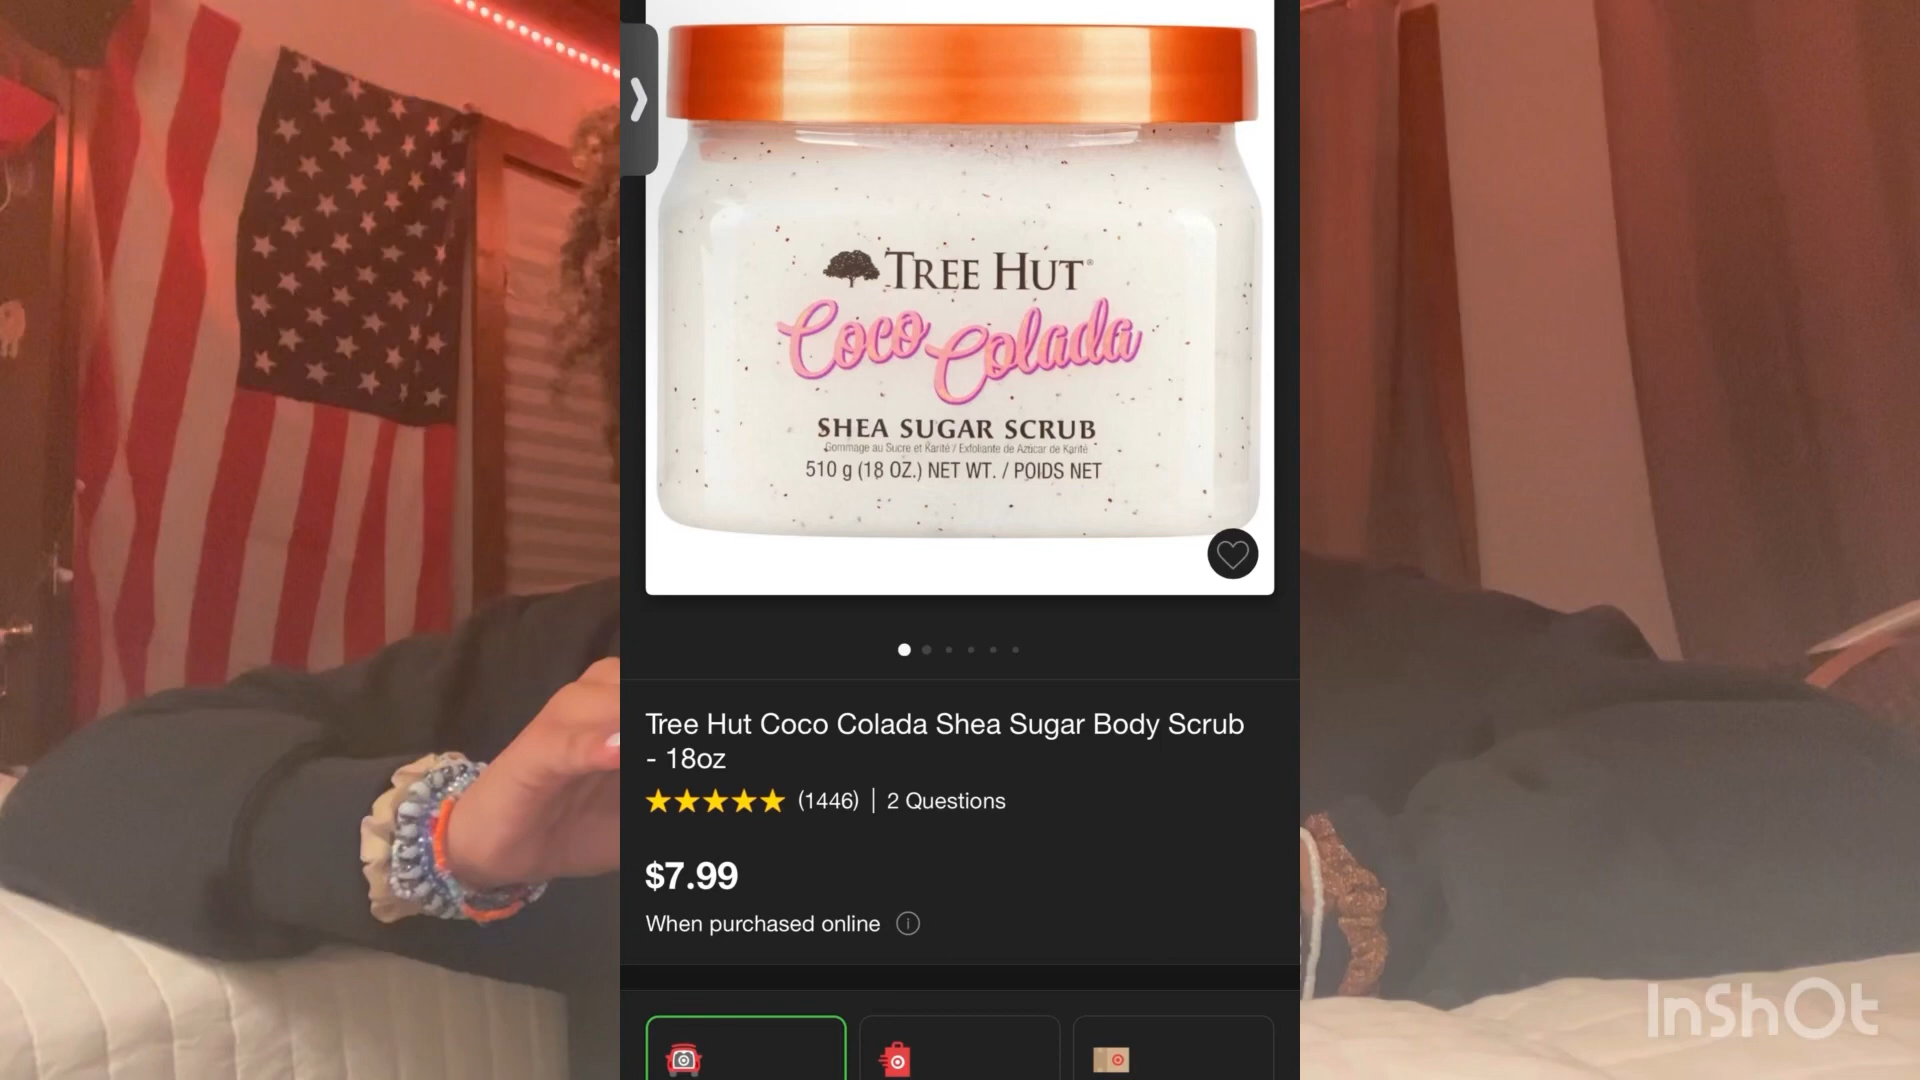 TREE HUT
Coco Colada
SHEA SUGAR SCRUB
Gommage au Sucre et Karité / Exfoliante de Azticar de Karité
510 g (18 OZ.) NET WT. / POIDS NET
Tree Hut Coco Colada Shea Sugar Body Scrub
- 18oz
(1446) | 2 Questions
$7.99
When purchased online
InShOt